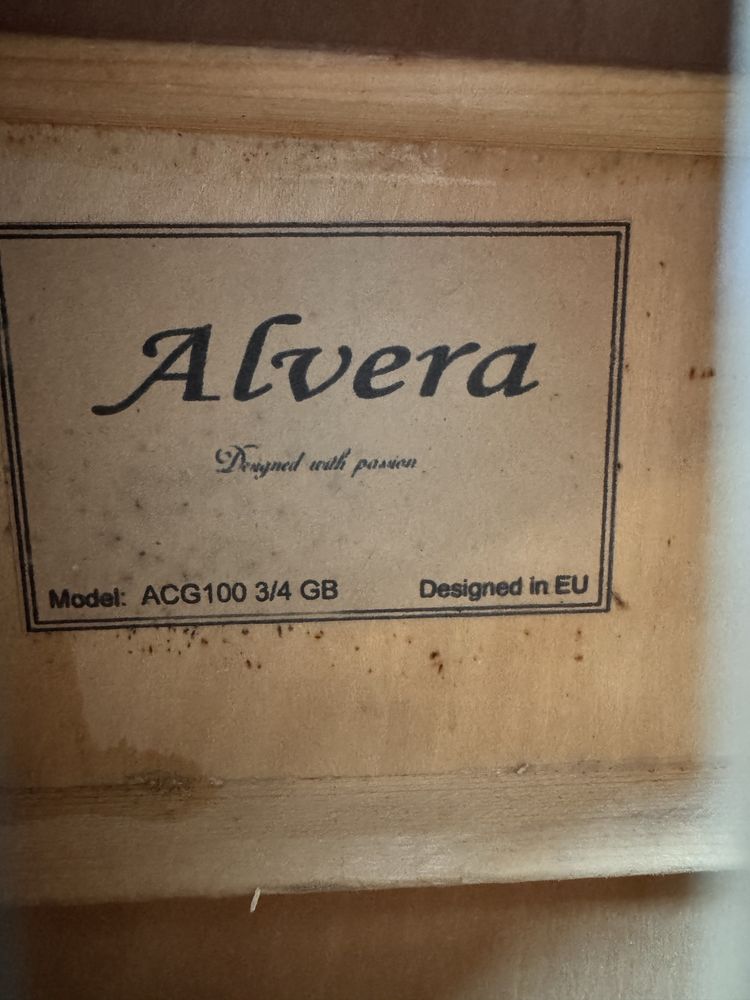 Alvera
Designed with passion
Model: ACG100 3/4 GB
Designed in EU